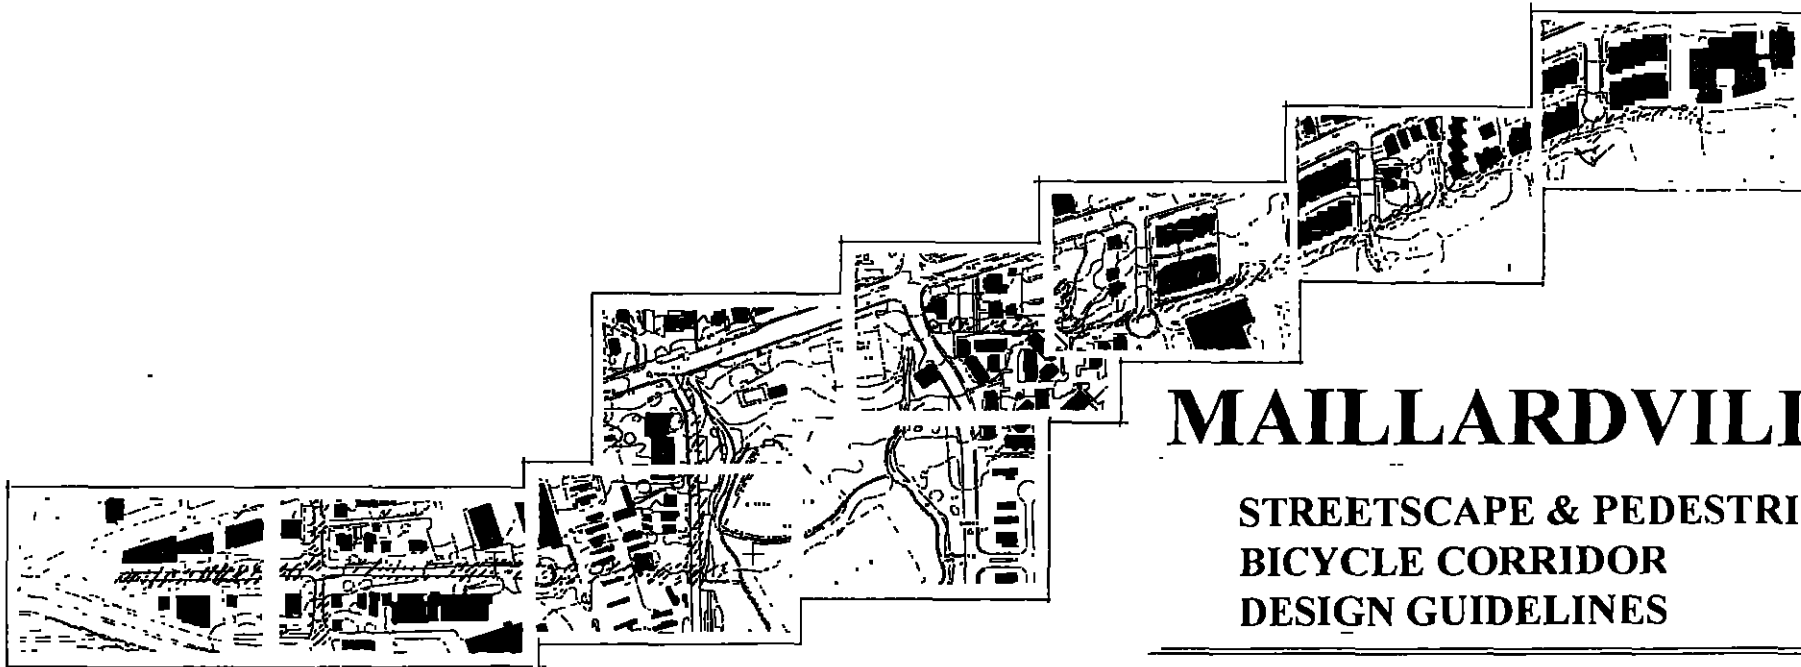 MAILLARDVILL
STREETSCAPE & PEDESTRI
BICYCLE CORRIDOR
DESIGN GUIDELINES